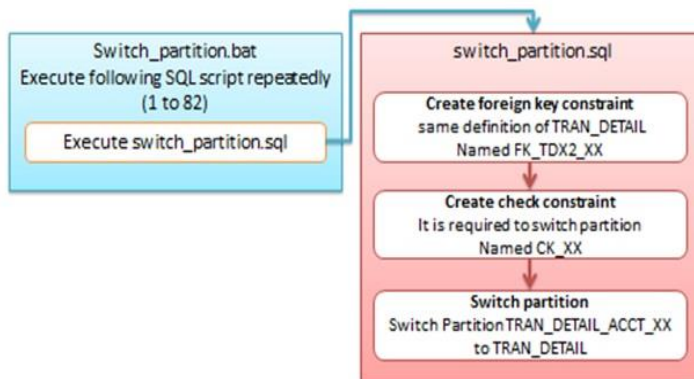 Switch_partition.bat
Execute following SQL script repeatedly
(1 to 82)
Execute switch_partition.sql
switch_partition.sql
Create foreign key constraint
same definition of TRAN_DETAIL
Named FK_TDX2_XX
Create check constraint
It is required to switch partition
Named CK_XX
Switch partition
Switch Partition TRAN_DETAIL_ACCT_XX
to TRAN_DETAIL